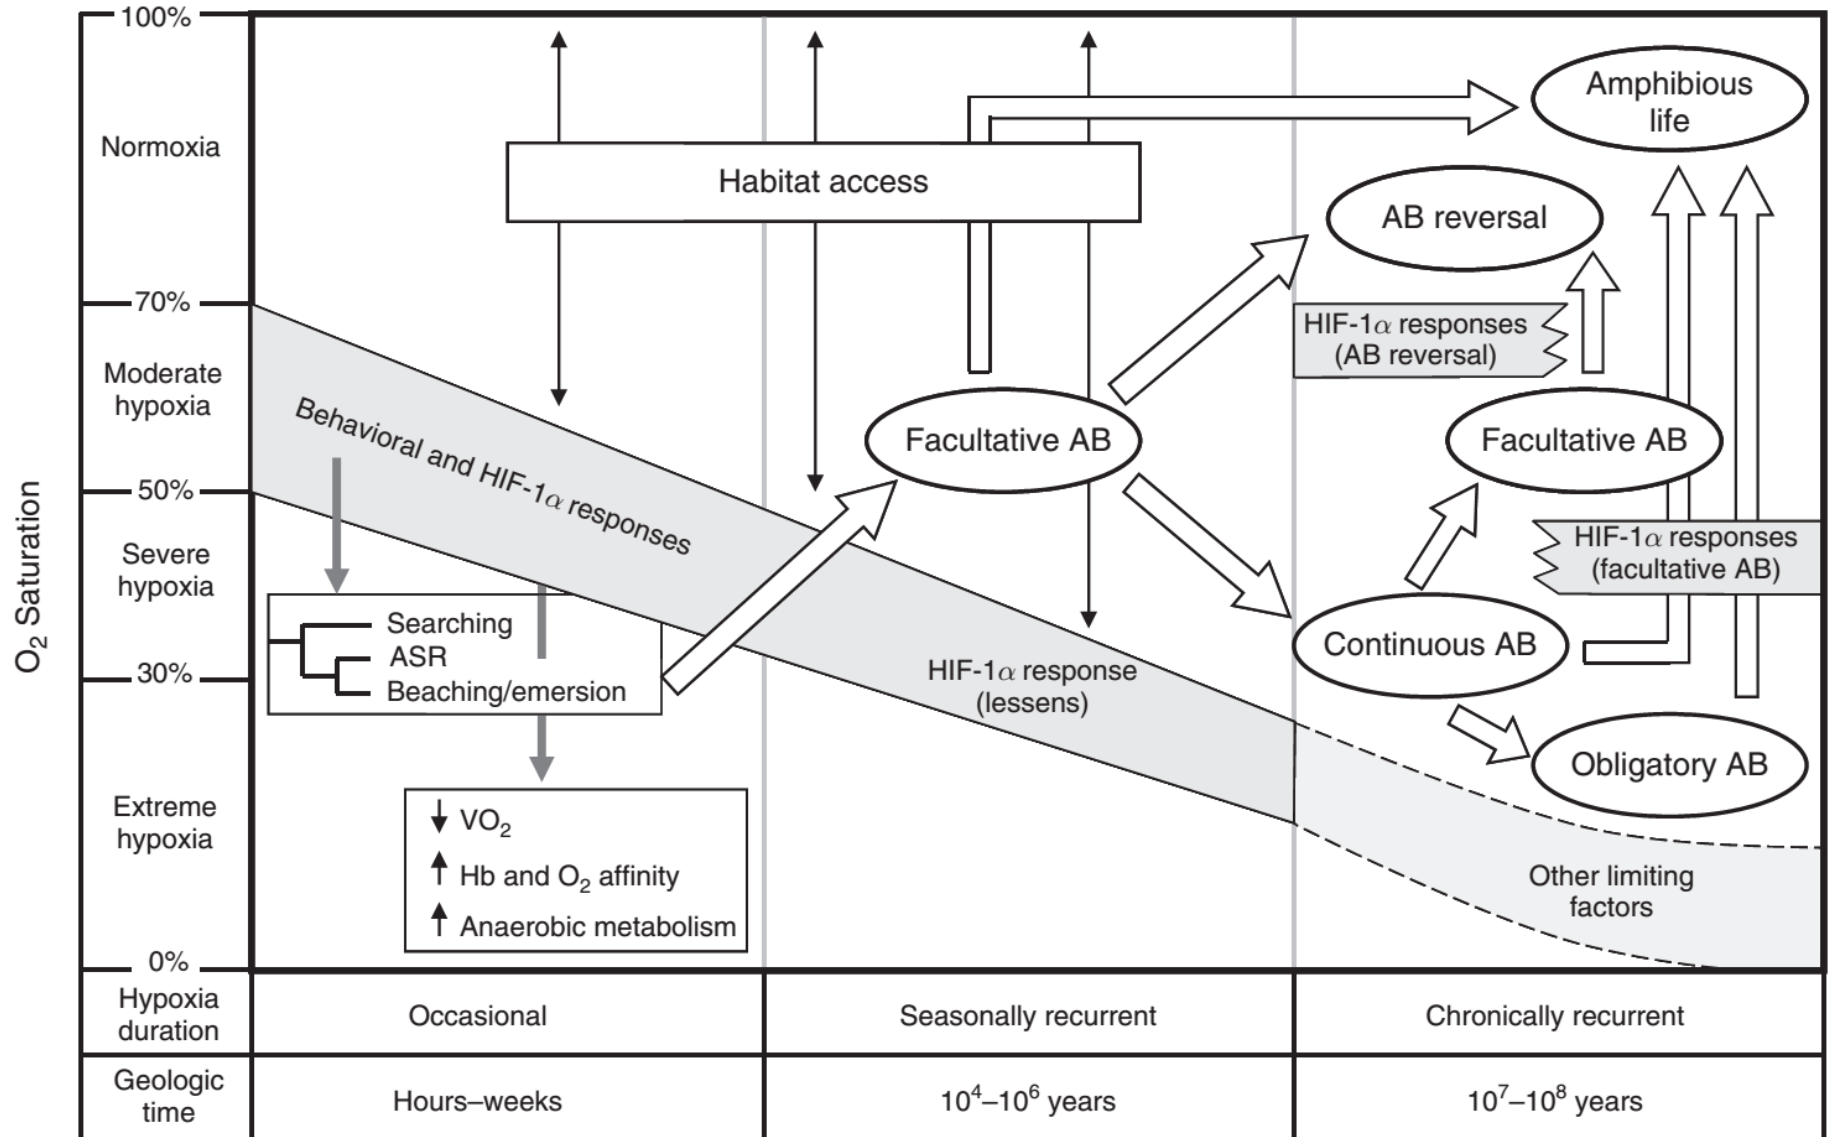 100%
Normoxia
70%
Moderate
hypoxia
50%
Severe
hypoxia
30%
Extreme
hypoxia
0%
O₂ Saturation
Habitat access
Amphibious
life
AB reversal
HIF-1α responses
(AB reversal)
Behavioral and HIF-1α responses
Facultative AB
Facultative AB
HIF-1α responses
(facultative AB)
Searching
ASR
Beaching/emersion
HIF-1α response
(lessens)
Continuous AB
Obligatory AB
↓ VO₂
↑ Hb and O₂ affinity
↑ Anaerobic metabolism
Other limiting
factors
Hypoxia
duration
Occasional
Seasonally recurrent
Chronically recurrent
Geologic
time
Hours–weeks
10⁴–10⁶ years
10⁷–10⁸ years